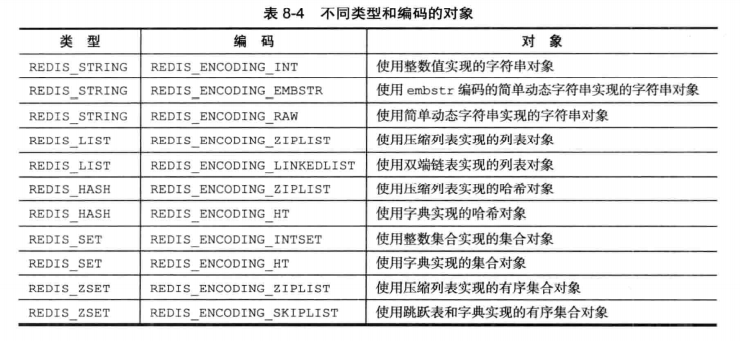 表 8-4 不同类型和编码的对象
类 型 编 码 对 象
REDIS_STRING REDIS_ENCODING_INT 使用整数值实现的字符串对象
REDIS_STRING REDIS_ENCODING_EMBSTR 使用 embstr 编码的简单动态字符串实现的字符串对象
REDIS_STRING REDIS_ENCODING_RAW 使用简单动态字符串实现的字符串对象
REDIS_LIST REDIS_ENCODING_ZIPLIST 使用压缩列表实现的列表对象
REDIS_LIST REDIS_ENCODING_LINKEDLIST 使用双端链表实现的列表对象
REDIS_HASH REDIS_ENCODING_ZIPLIST 使用压缩列表实现的哈希对象
REDIS_HASH REDIS_ENCODING_HT 使用字典实现的哈希对象
REDIS_SET REDIS_ENCODING_INTSET 使用整数集合实现的集合对象
REDIS_SET REDIS_ENCODING_HT 使用字典实现的集合对象
REDIS_ZSET REDIS_ENCODING_ZIPLIST 使用压缩列表实现的有序集合对象
REDIS_ZSET REDIS_ENCODING_SKIPLIST 使用跳跃表和字典实现的有序集合对象